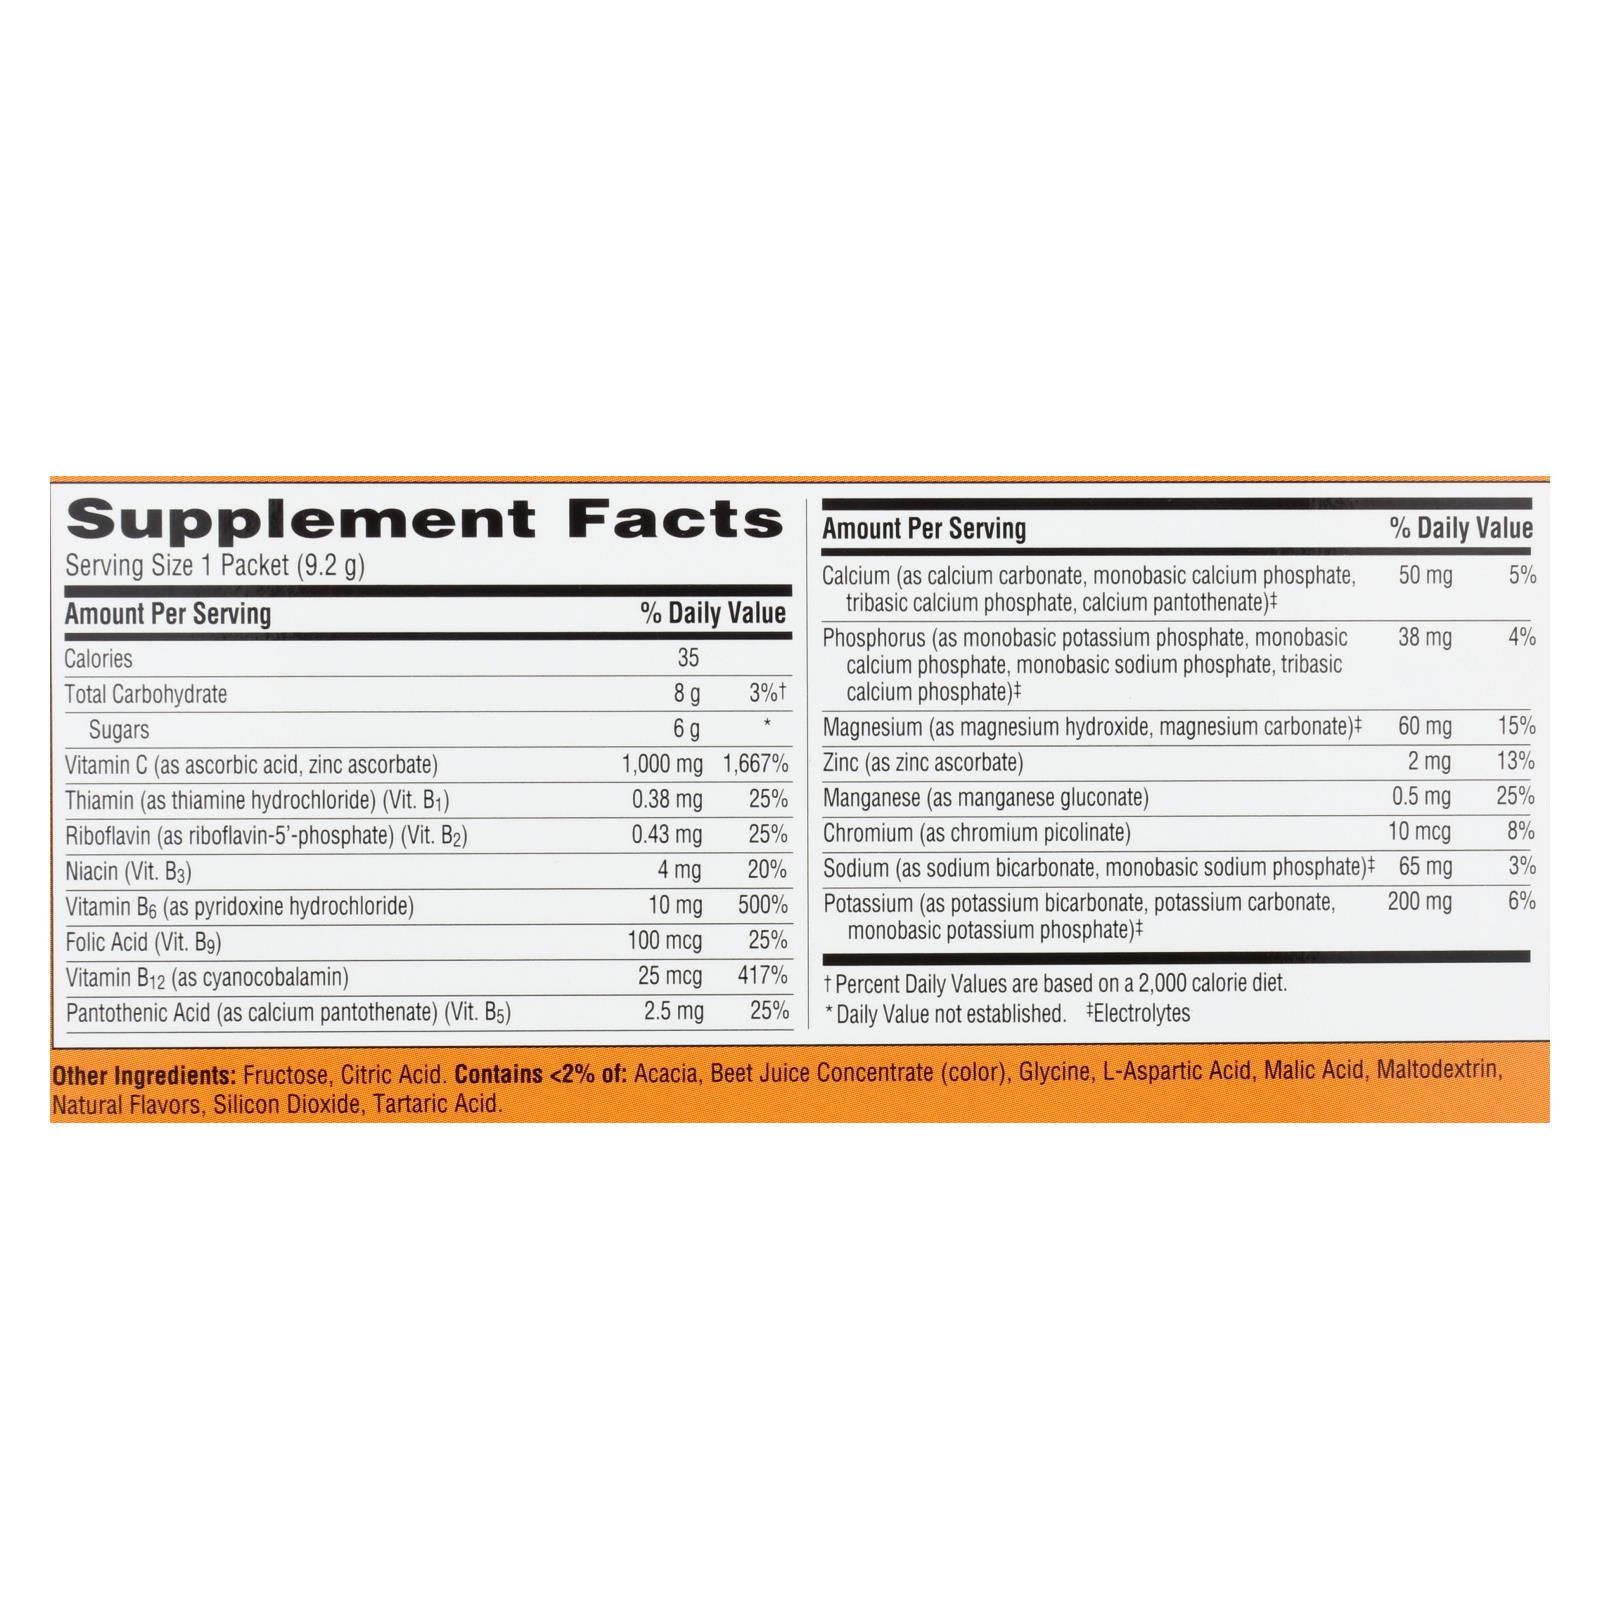 Supplement Facts
Serving Size 1 Packet (9.2 g)
Amount Per Serving % Daily Value
Calories 35
Total Carbohydrate 8 g 3%†
Sugars 6 g *
Vitamin C (as ascorbic acid, zinc ascorbate) 1,000 mg 1,667%
Thiamin (as thiamine hydrochloride) (Vit. B1) 0.38 mg 25%
Riboflavin (as riboflavin-5'-phosphate) (Vit. B2) 0.43 mg 25%
Niacin (Vit. B3) 4 mg 20%
Vitamin B6 (as pyridoxine hydrochloride) 10 mg 500%
Folic Acid (Vit. B9) 100 mcg 25%
Vitamin B12 (as cyanocobalamin) 25 mcg 417%
Pantothenic Acid (as calcium pantothenate) (Vit. B5) 2.5 mg 25%
Amount Per Serving % Daily Value
Calcium (as calcium carbonate, monobasic calcium phosphate, 50 mg 5%
tribasic calcium phosphate, calcium pantothenate)‡
Phosphorus (as monobasic potassium phosphate, monobasic 38 mg 4%
calcium phosphate, monobasic sodium phosphate, tribasic
calcium phosphate)‡
Magnesium (as magnesium hydroxide, magnesium carbonate)‡ 60 mg 15%
Zinc (as zinc ascorbate) 2 mg 13%
Manganese (as manganese gluconate) 0.5 mg 25%
Chromium (as chromium picolinate) 10 mcg 8%
Sodium (as sodium bicarbonate, monobasic sodium phosphate)‡ 65 mg 3%
Potassium (as potassium bicarbonate, potassium carbonate, 200 mg 6%
monobasic potassium phosphate)‡
† Percent Daily Values are based on a 2,000 calorie diet.
* Daily Value not established. ‡Electrolytes
Other Ingredients: Fructose, Citric Acid. Contains <2% of: Acacia, Beet Juice Concentrate (color), Glycine, L-Aspartic Acid, Malic Acid, Maltodextrin,
Natural Flavors, Silicon Dioxide, Tartaric Acid.